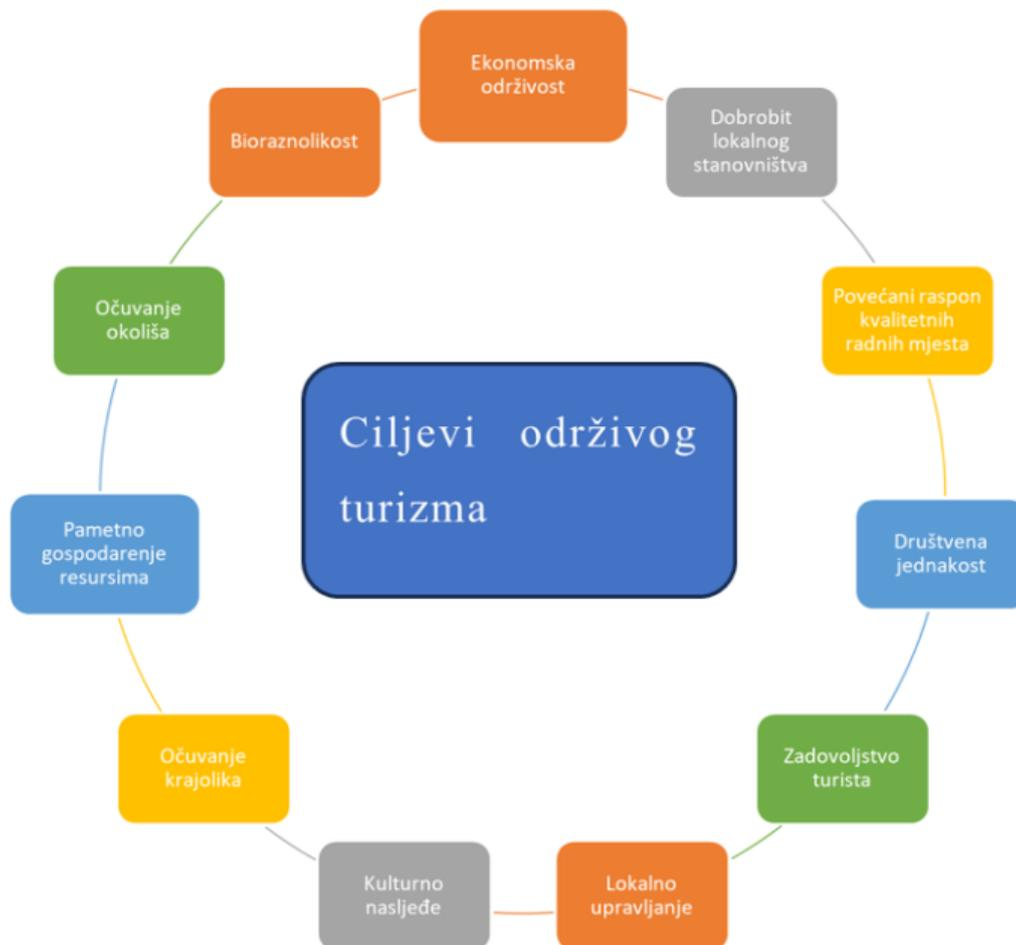 Ekonomska
održivost
Dobrobit
lokalnog
stanovništva
Povećani raspon
kvalitetnih
radnih mjesta
Društvena
jednakost
Zadovoljstvo
turista
Lokalno
upravljanje
Kulturno
nasljeđe
Očuvanje
krajolika
Pametno
gospodarenje
resursima
Očuvanje
okoliša
Bioraznolikost
Ciljevi održivog
turizma